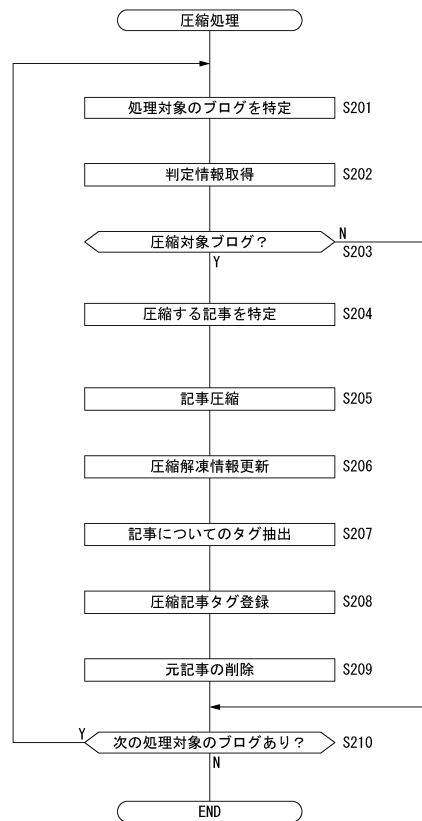 圧縮処理
処理対象のブログを特定 S201
判定情報取得 S202
圧縮対象ブログ? N
S203
Y
圧縮する記事を特定 S204
記事圧縮 S205
圧縮解凍情報更新 S206
記事についてのタグ抽出 S207
圧縮記事タグ登録 S208
元記事の削除 S209
Y 次の処理対象のブログあり? S210
N
END